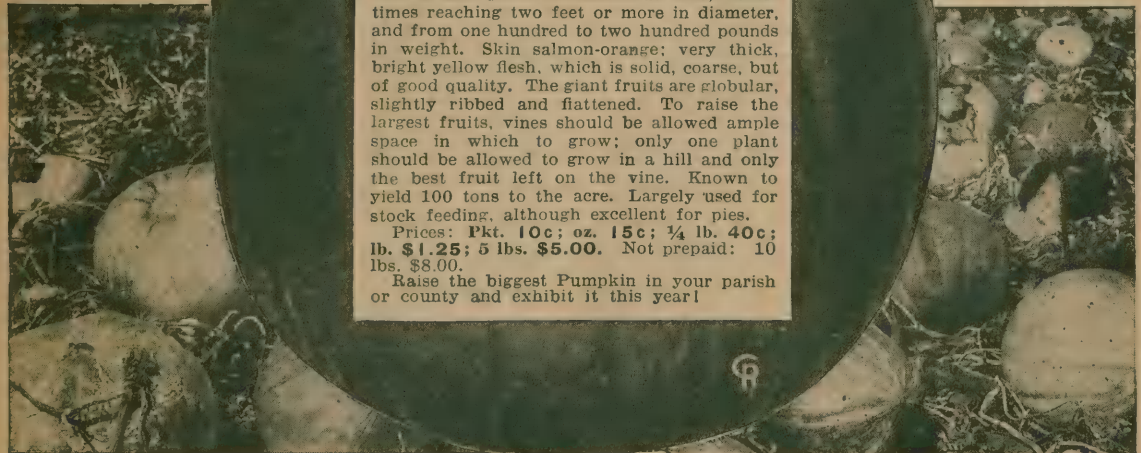 times reaching two feet or more in diameter,
and from one hundred to two hundred pounds
in weight. Skin salmon-orange; very thick,
bright yellow flesh, which is solid, coarse, but
of good quality. The giant fruits are globular,
slightly ribbed and flattened. To raise the
largest fruits, vines should be allowed ample
space in which to grow; only one plant
should be allowed to grow in a hill and only
the best fruit left on the vine. Known to
yield 100 tons to the acre. Largely used for
stock feeding, although excellent for pies.
Prices: Pkt. 10c; oz. 15c; ¼ lb. 40c;
lb. $1.25; 5 lbs. $5.00. Not prepaid: 10
lbs. $8.00.
Raise the biggest Pumpkin in your parish
or county and exhibit it this year!